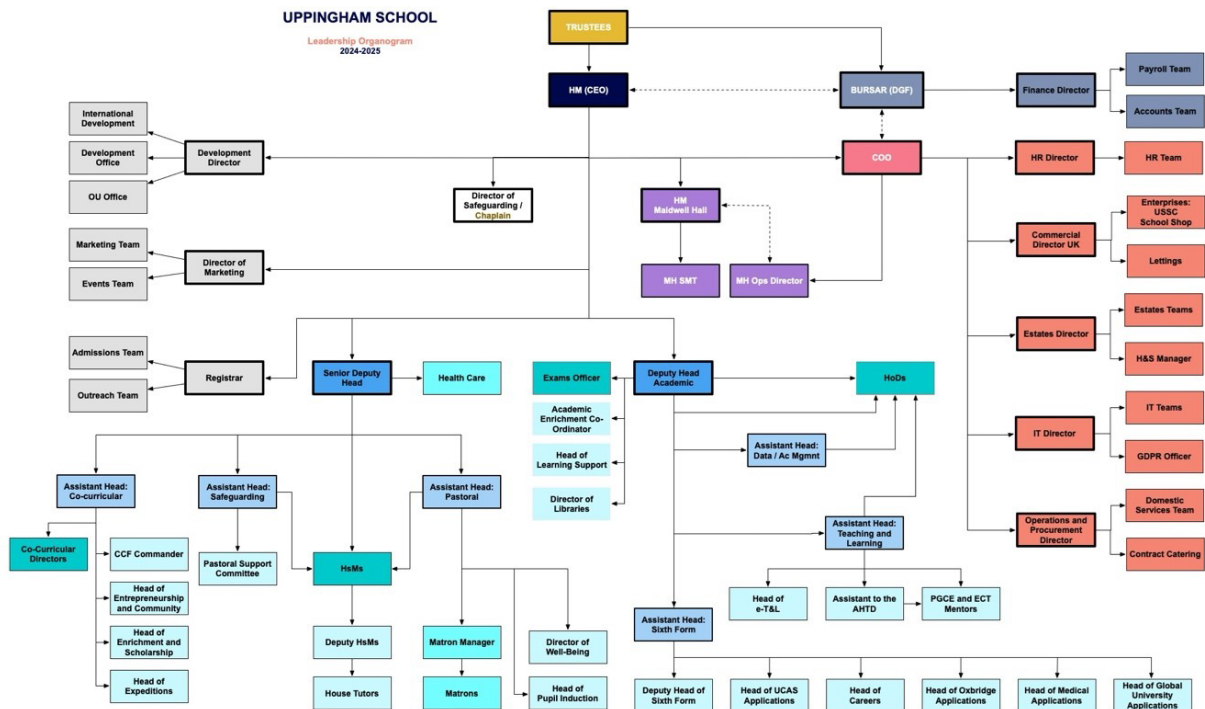 UPPINGHAM SCHOOL
Leadership Organogram
2024-2025
TRUSTEES
HM (CEO)
BURSAR (DGF)
Finance Director
Payroll Team
Accounts Team
International
Development
Development
Office
OU Office
Development
Director
Director of
Safeguarding /
Chaplain
HM
Maidwell Hall
COO
HR Director
HR Team
Marketing Team
Events Team
Director of
Marketing
MH SMT
MH Ops Director
Commercial
Director UK
Enterprises:
USSC
School Shop
Lettings
Estates Director
Estates Teams
H&S Manager
Admissions Team
Outreach Team
Registrar
Senior Deputy
Head
Health Care
Exams Officer
Deputy Head
Academic
HoDs
Academic
Enrichment Co-
Ordinator
Head of
Learning Support
Director of
Libraries
Assistant Head:
Data / Ac Mgmnt
IT Director
IT Teams
GDPR Officer
Assistant Head:
Co-curricular
Assistant Head:
Safeguarding
Assistant Head:
Pastoral
Assistant Head:
Teaching and
Learning
Operations and
Procurement
Director
Domestic
Services Team
Contract Catering
Co-Curricular
Directors
CCF Commander
Pastoral Support
Committee
HsMs
Head of
Entrepreneurship
and Community
Head of
e-T&L
Assistant to the
AHTD
PGCE and ECT
Mentors
Head of
Enrichment and
Scholarship
Deputy HsMs
Matron Manager
Director of
Well-Being
Assistant Head:
Sixth Form
Head of
Expeditions
House Tutors
Matrons
Head of
Pupil Induction
Deputy Head of
Sixth Form
Head of UCAS
Applications
Head of
Careers
Head of Oxbridge
Applications
Head of Medical
Applications
Head of Global
University
Applications